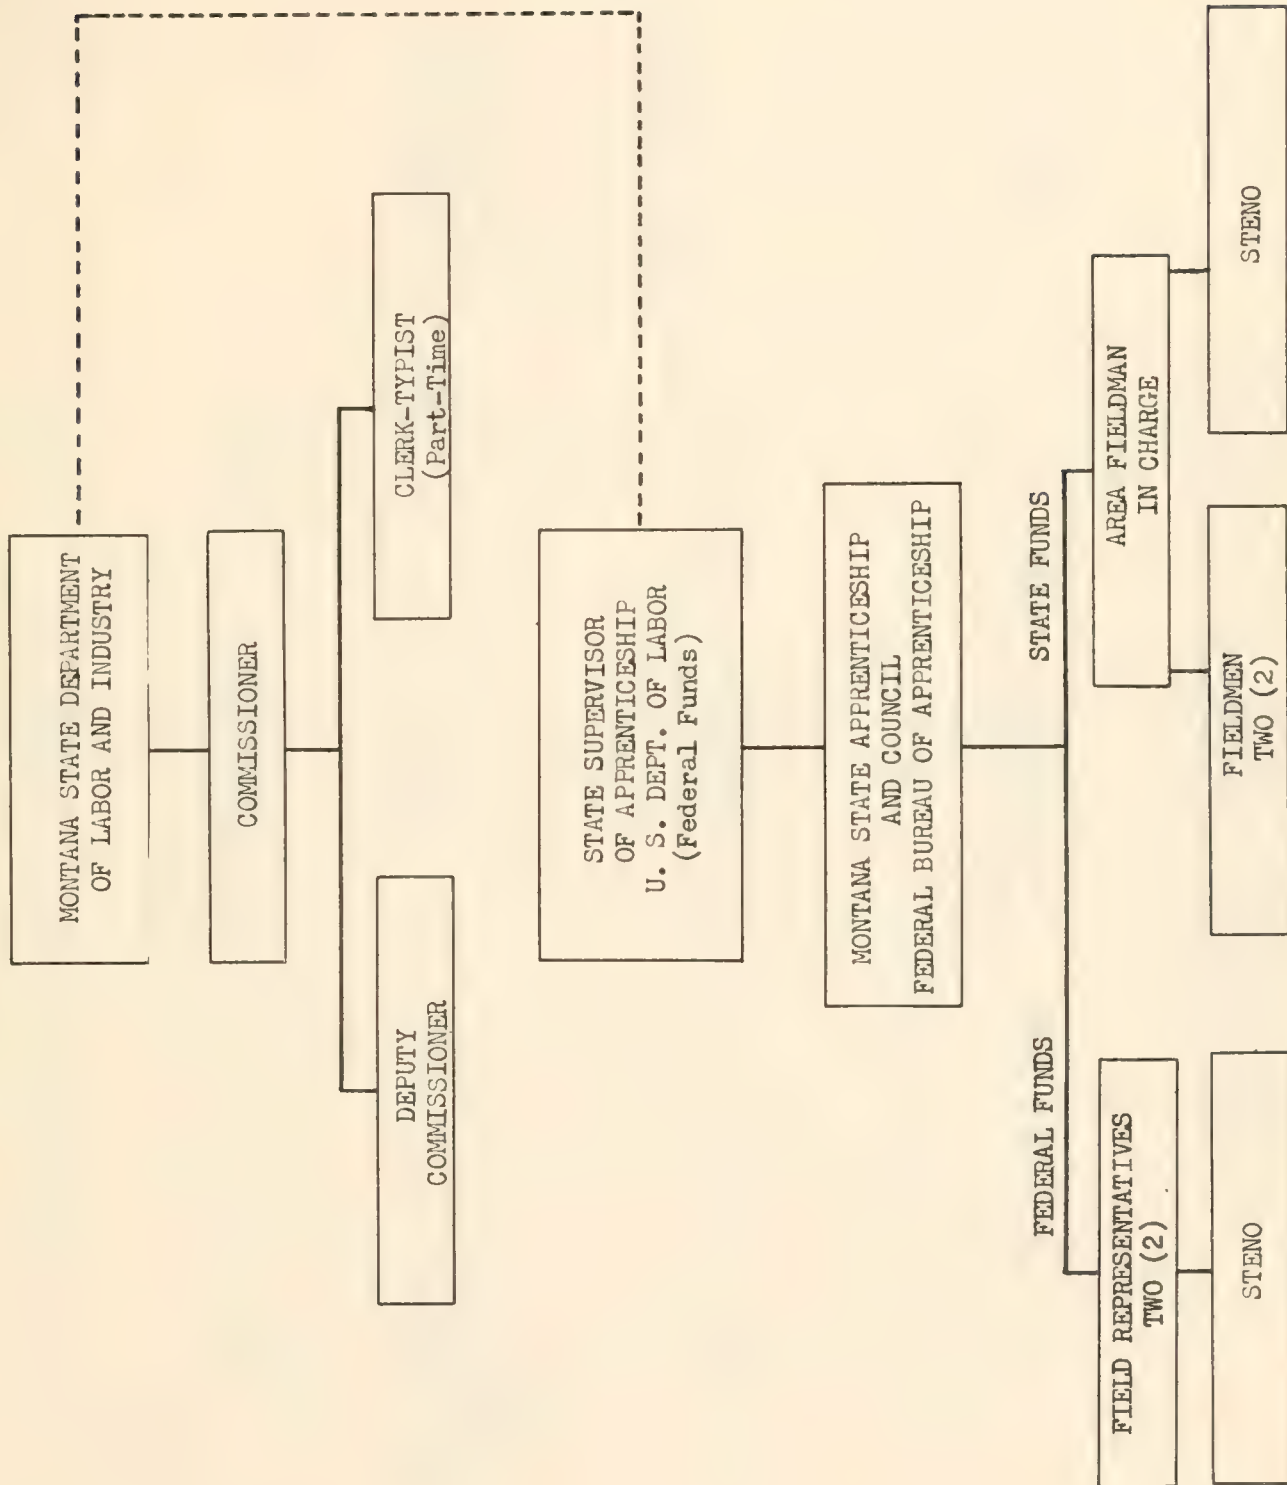 MONTANA STATE DEPARTMENT
OF LABOR AND INDUSTRY
COMMISSIONER
DEPUTY
COMMISSIONER
CLERK-TYPIST
(Part-Time)
STATE SUPERVISOR
OF APPRENTICESHIP
U. S. DEPT. OF LABOR
(Federal Funds)
MONTANA STATE APPRENTICESHIP
AND COUNCIL
FEDERAL BUREAU OF APPRENTICESHIP
FEDERAL FUNDS
STATE FUNDS
FIELD REPRESENTATIVES
TWO (2)
AREA FIELDMAN
IN CHARGE
STENO
FIELDMEN
TWO (2)
STENO